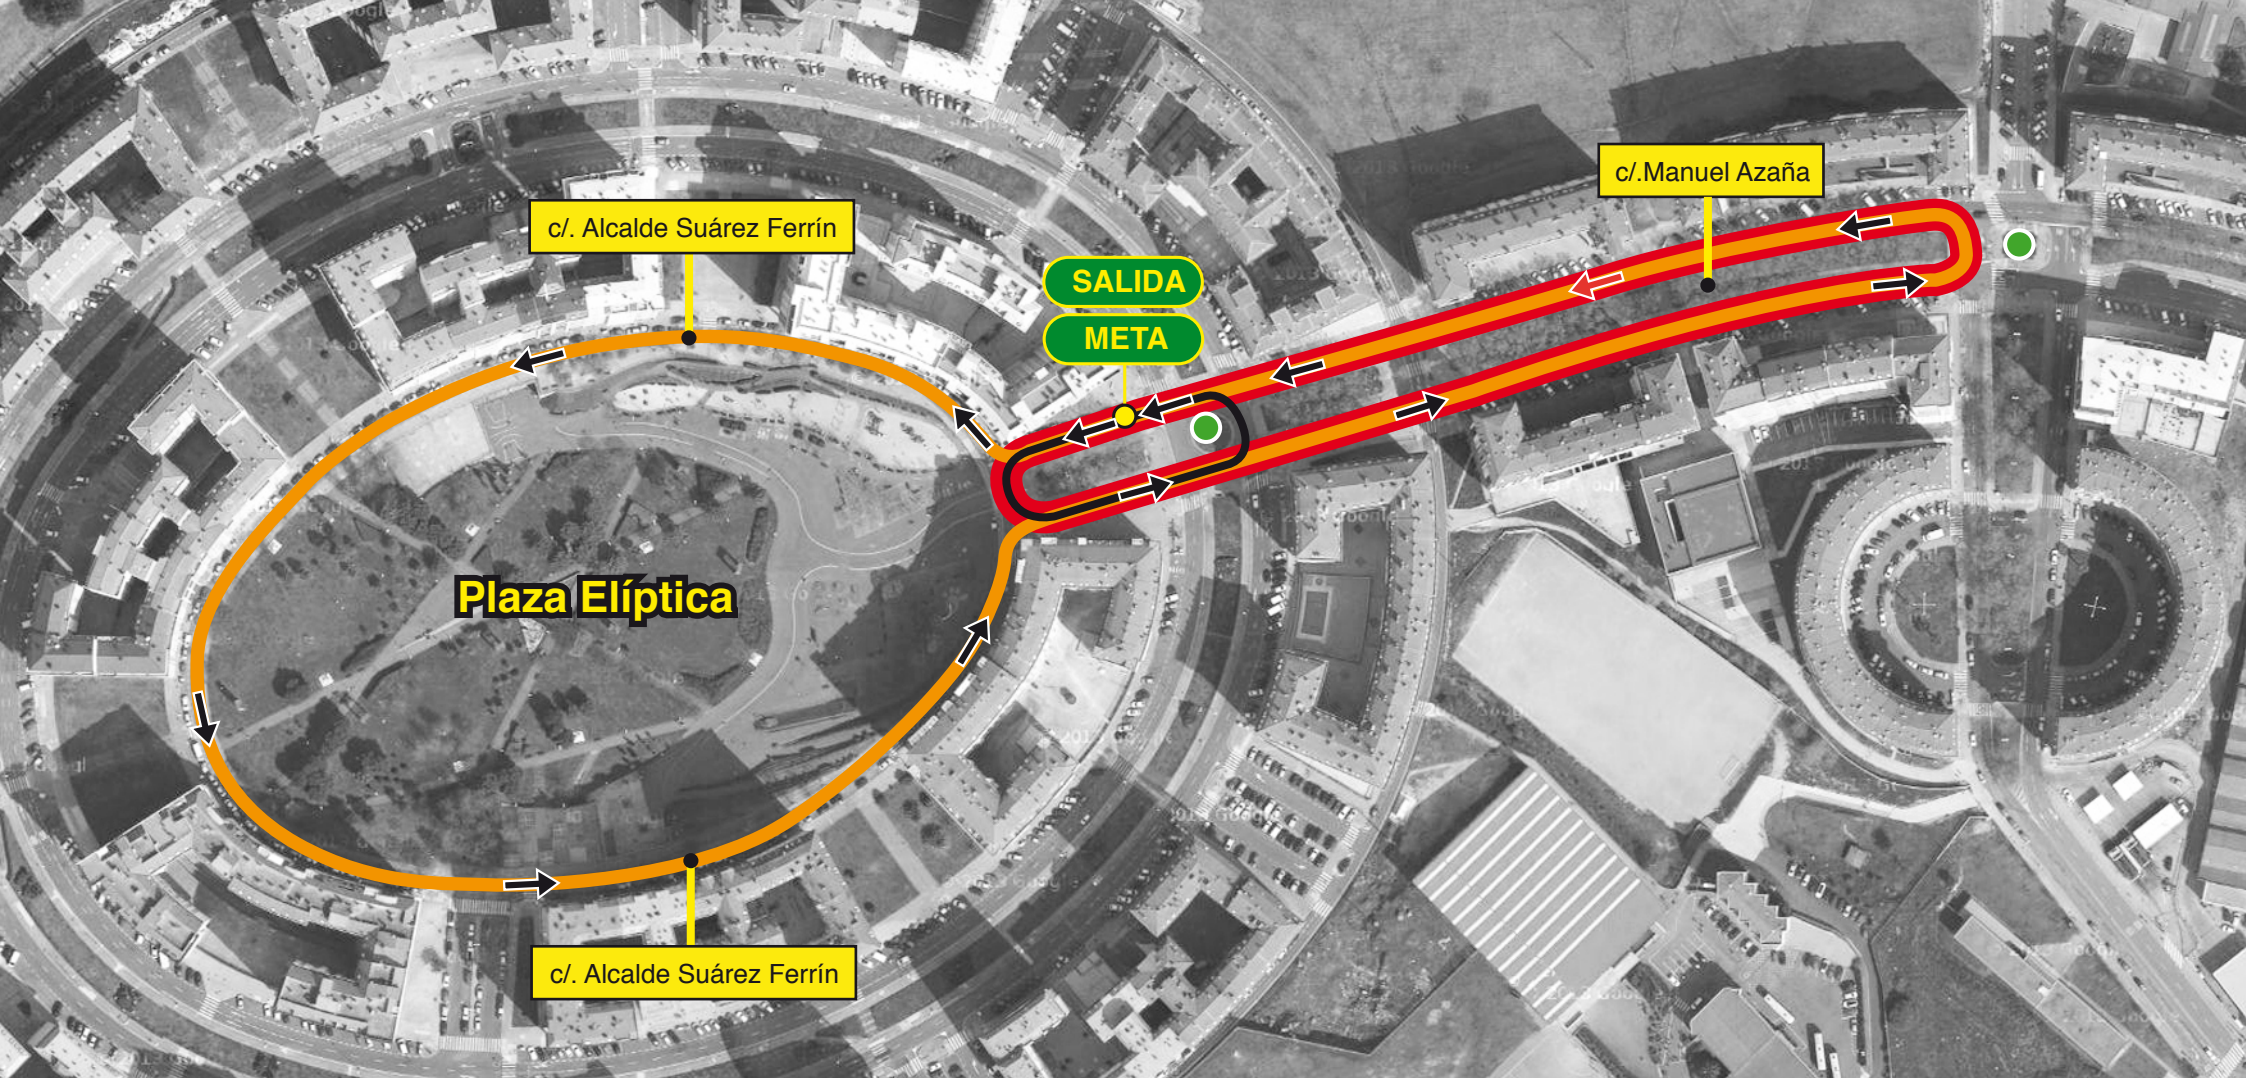 c/.Manuel Azaña
c/. Alcalde Suárez Ferrín
SALIDA
META
Plaza Elíptica
c/. Alcalde Suárez Ferrín